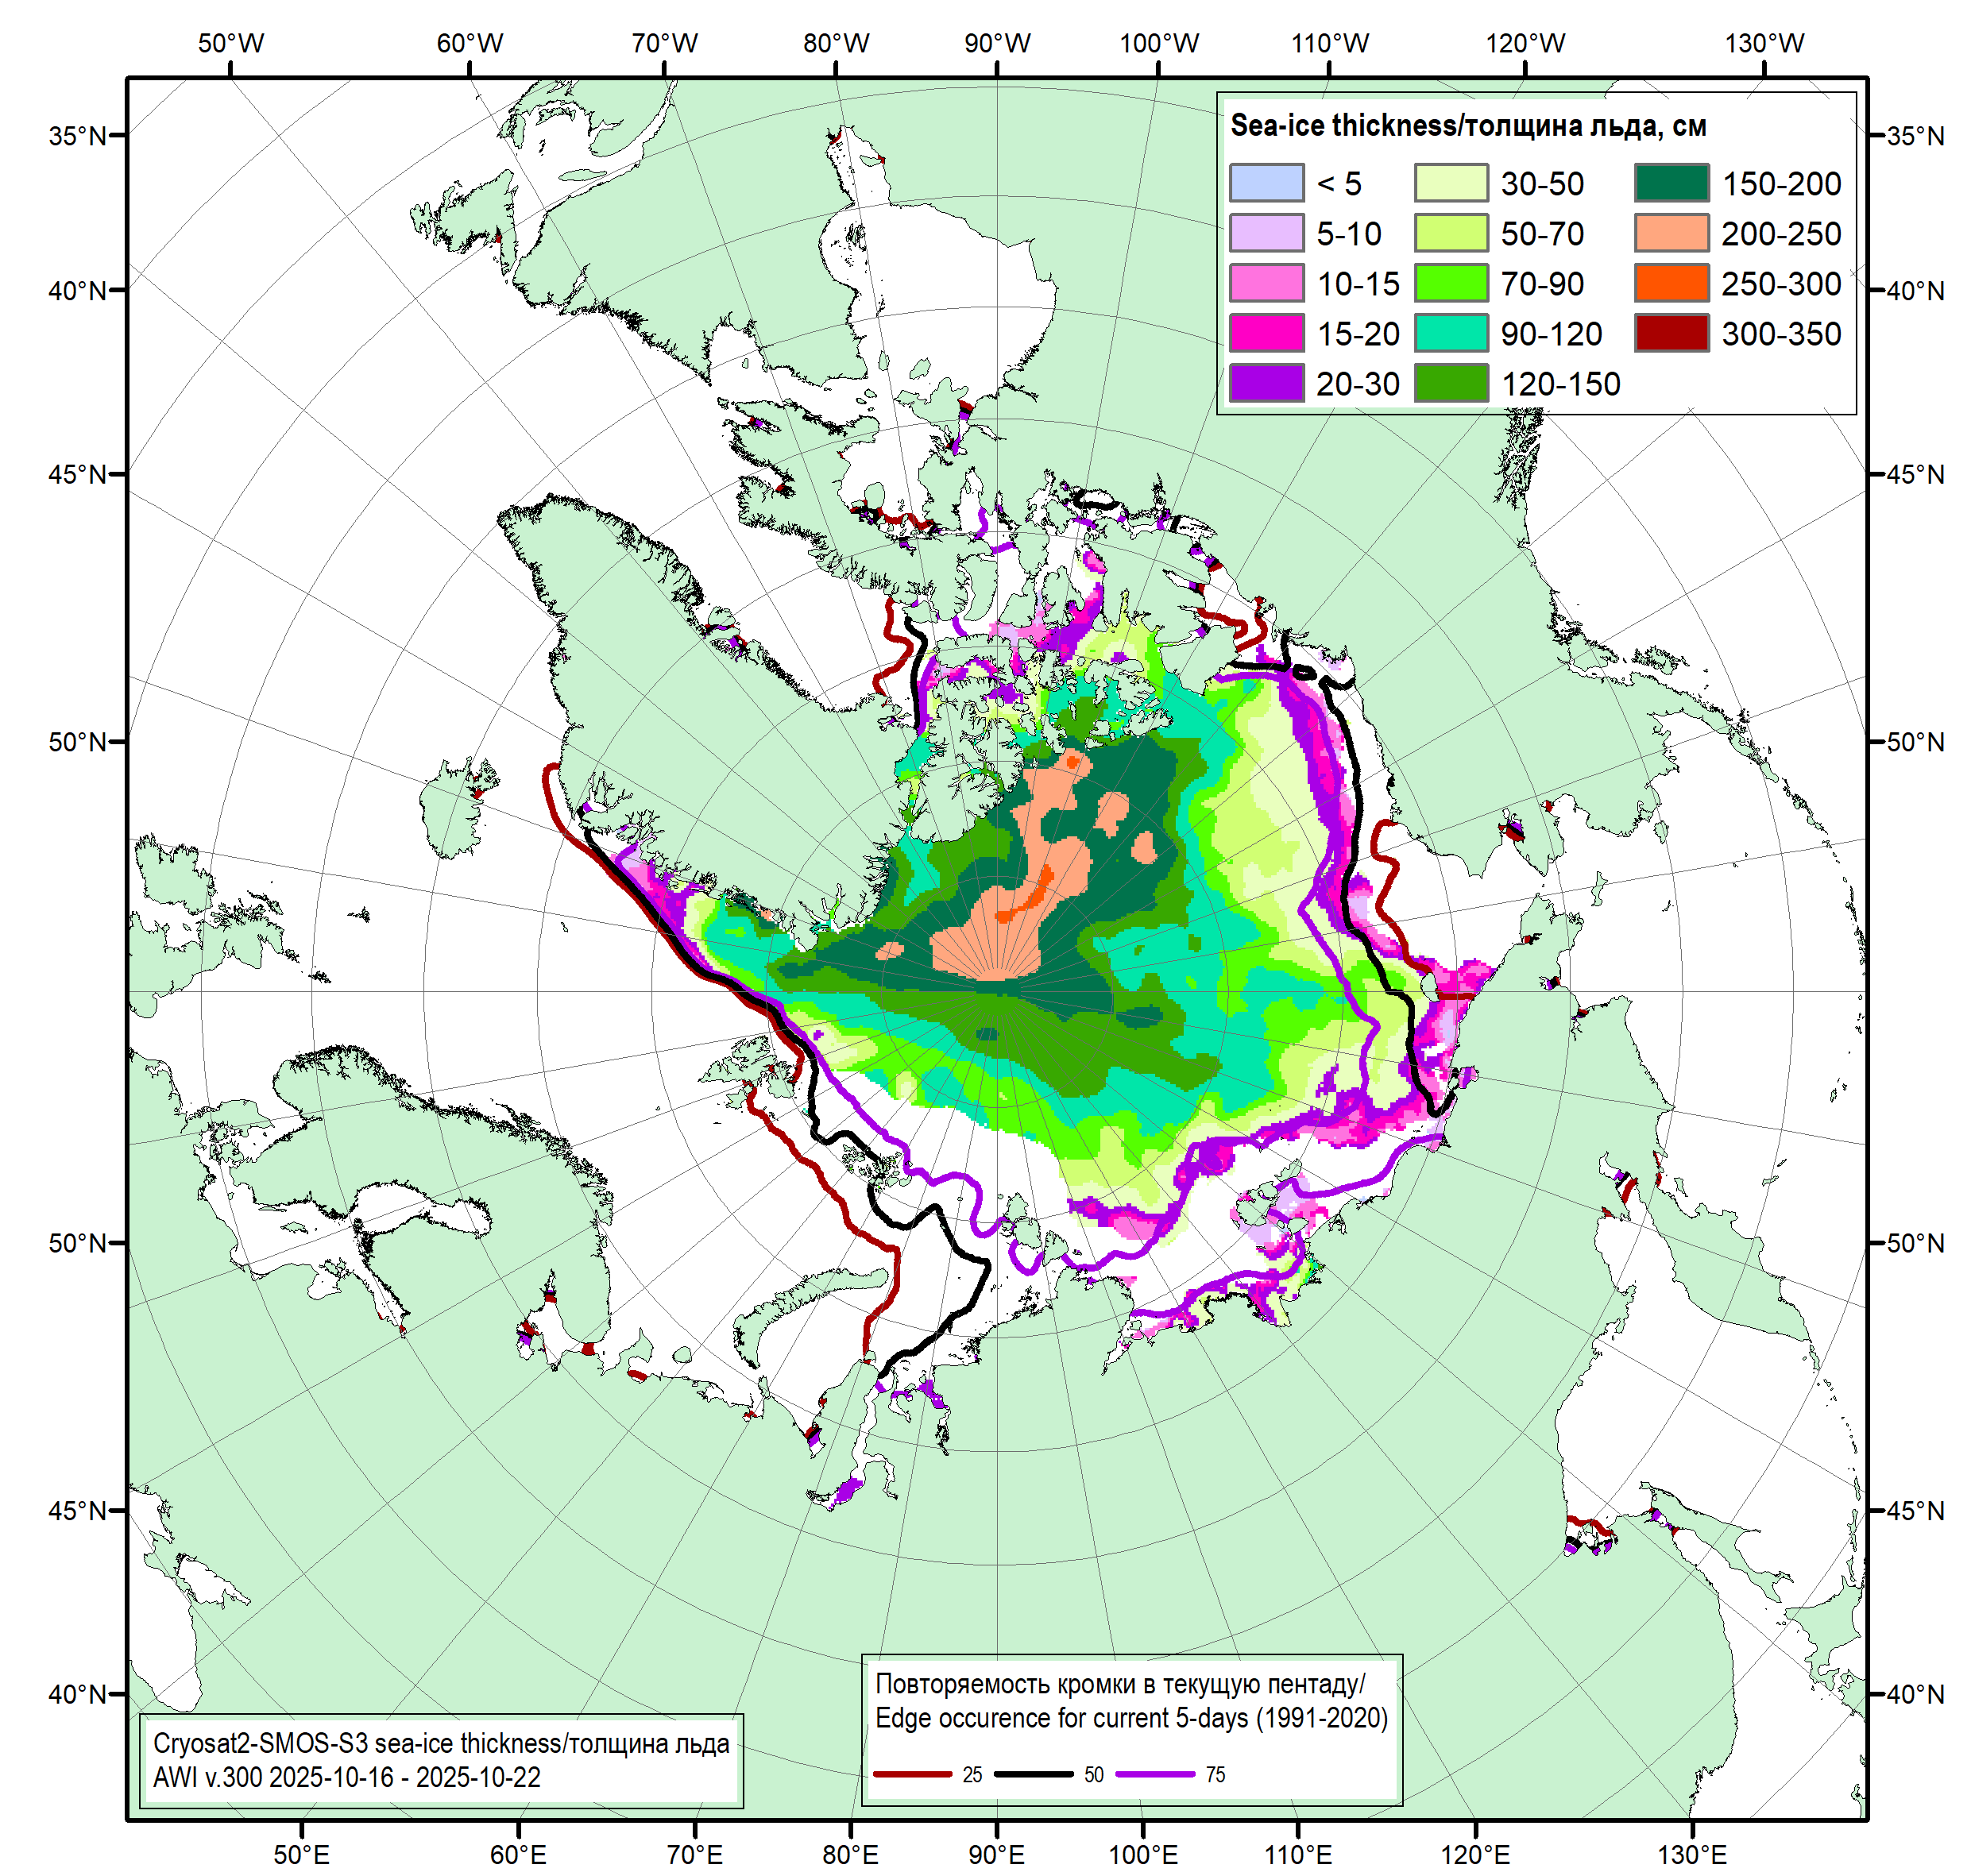 50°W 60°W 70°W 80°W 90°W 100°W 110°W 120°W 130°W
35°N 35°N
40°N 40°N
45°N 45°N
50°N 50°N
50°N 50°N
45°N 45°N
40°N 40°N
Sea-ice thickness/толщина льда, см
< 5 30-50 150-200
5-10 50-70 200-250
10-15 70-90 250-300
15-20 90-120 300-350
20-30 120-150
Повторяемость кромки в текущую пентаду/
Edge occurence for current 5-days (1991-2020)
25 50 75
Cryosat2-SMOS-S3 sea-ice thickness/толщина льда
AWI v.300 2025-10-16 - 2025-10-22
50°E 60°E 70°E 80°E 90°E 100°E 110°E 120°E 130°E